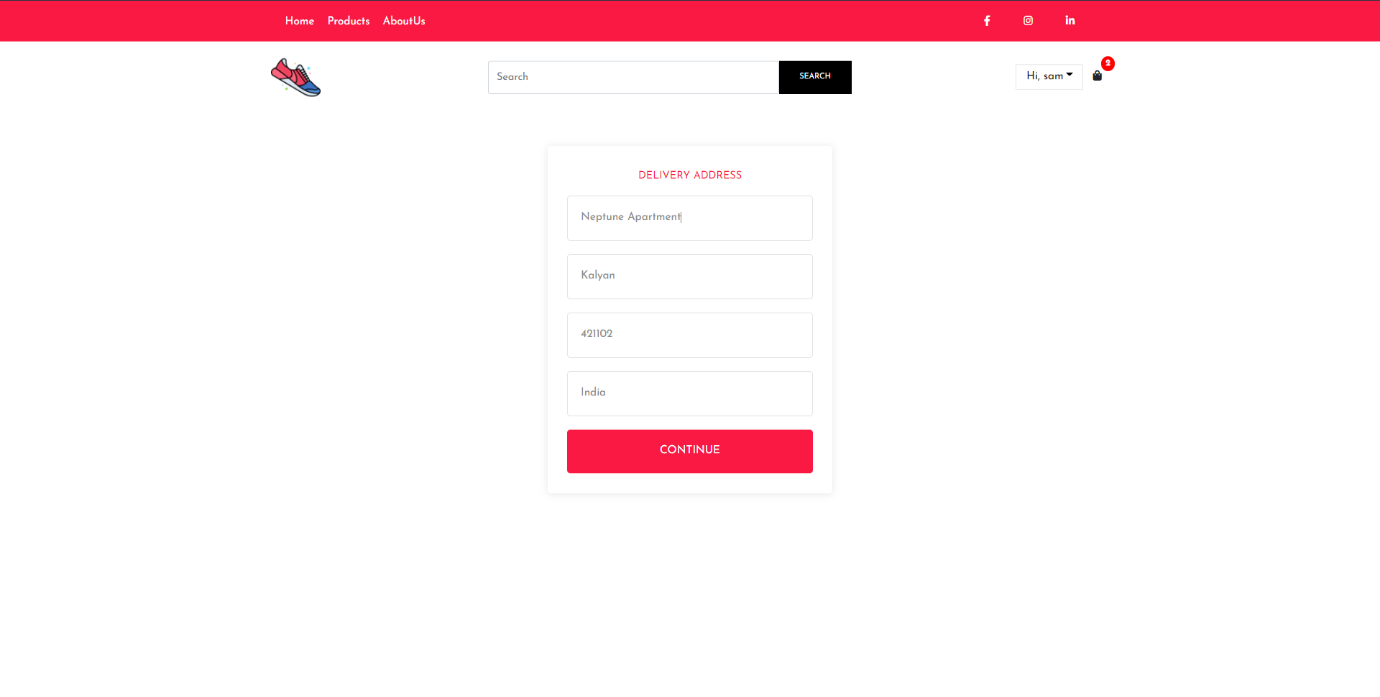 Home Products AboutUs
Search SEARCH Hi, sam 2
DELIVERY ADDRESS
Neptune Apartment
Kalyan
421102
India
CONTINUE